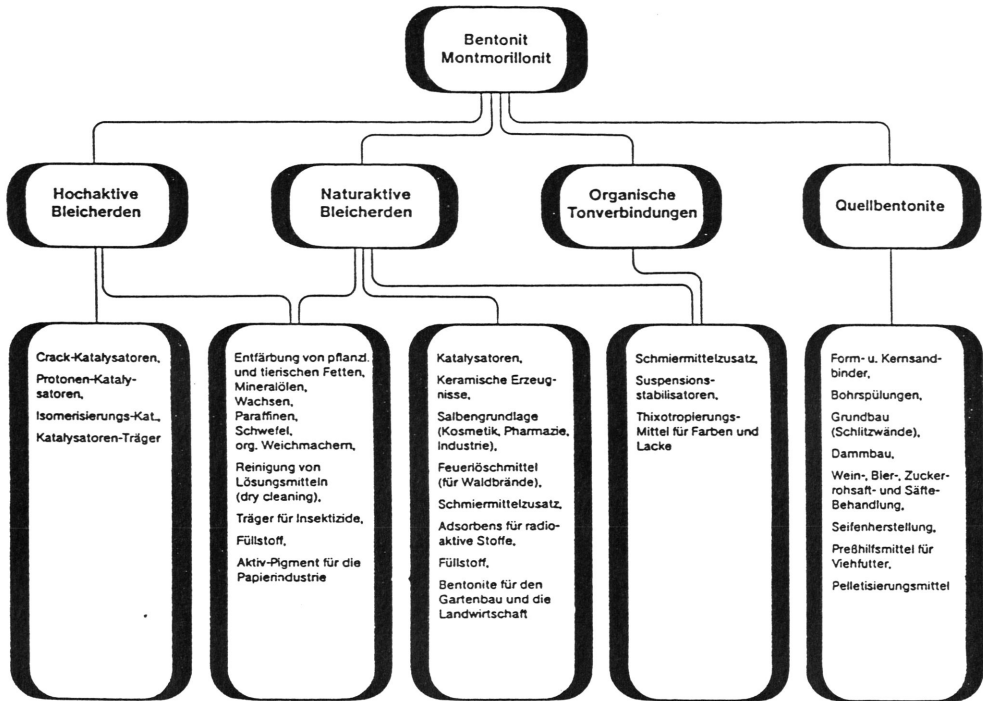 Bentonit
Montmorillonit
Hochaktive
Bleicherden
Naturaktive
Bleicherden
Organische
Tonverbindungen
Quellbentonite
Crack-Katalysatoren,
Protonen-Kataly-
satoren,
Isomerisierungs-Kat.,
Katalysatoren-Träger
Entfärbung von pflanzl.
und tierischen Fetten,
Mineralölen,
Wachsen,
Paraffinen,
Schwefel,
org. Weichmachern,
Reinigung von
Lösungsmitteln
(dry cleaning),
Träger für Insektizide,
Füllstoff,
Aktiv-Pigment für die
Papierindustrie
Katalysatoren,
Keramische Erzeug-
nisse,
Salbengrundlage
(Kosmetik, Pharmazie,
Industrie),
Feuerlöschmittel
(für Waldbrände),
Schmiermittelzusatz,
Adsorbens für radio-
aktive Stoffe,
Füllstoff,
Bentonite für den
Gartenbau und die
Landwirtschaft
Schmiermittelzusatz,
Suspensions-
stabilisatoren,
Thixotropierungs-
Mittel für Farben und
Lacke
Form- u. Kernsand-
binder,
Bohrspülungen,
Grundbau
(Schlitzwände),
Dammbau,
Wein-, Bier-, Zucker-
rohsaft- und Säfte-
Behandlung,
Seifenherstellung,
Preßhilfsmittel für
Viehfutter,
Pelletisierungsmittel